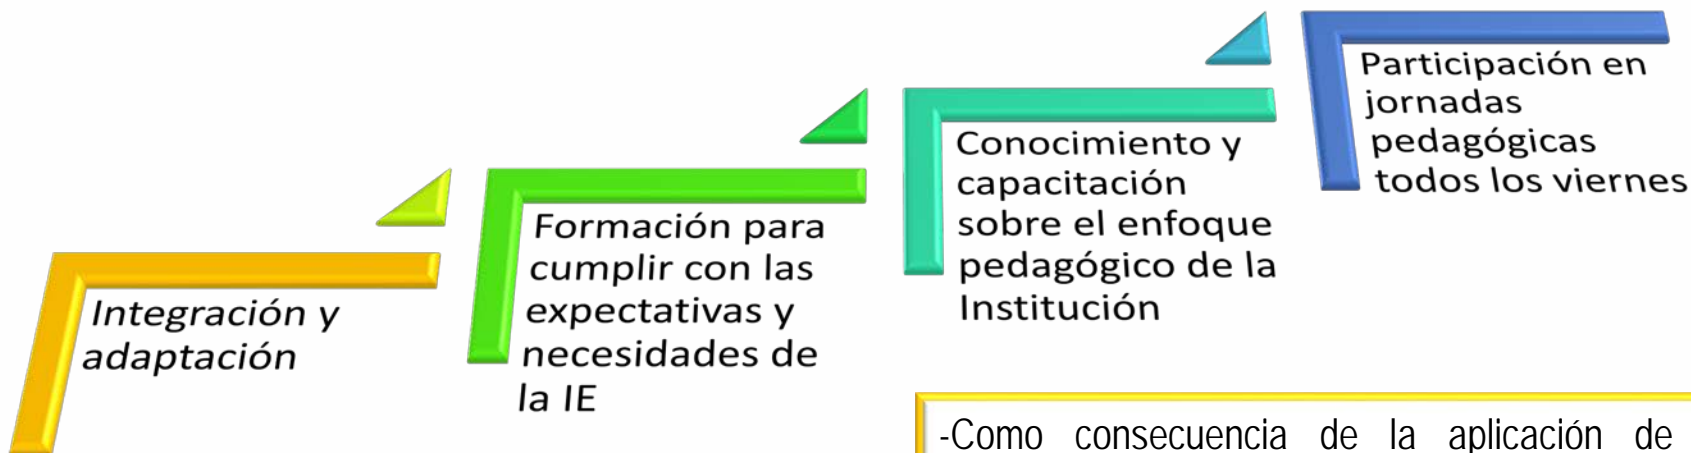 Integración y
adaptación
Formación para
cumplir con las
expectativas y
necesidades de
la IE
Conocimiento y
capacitación
sobre el enfoque
pedagógico de la
Institución
Participación en
jornadas
pedagógicas
todos los viernes
-Como consecuencia de la aplicación de